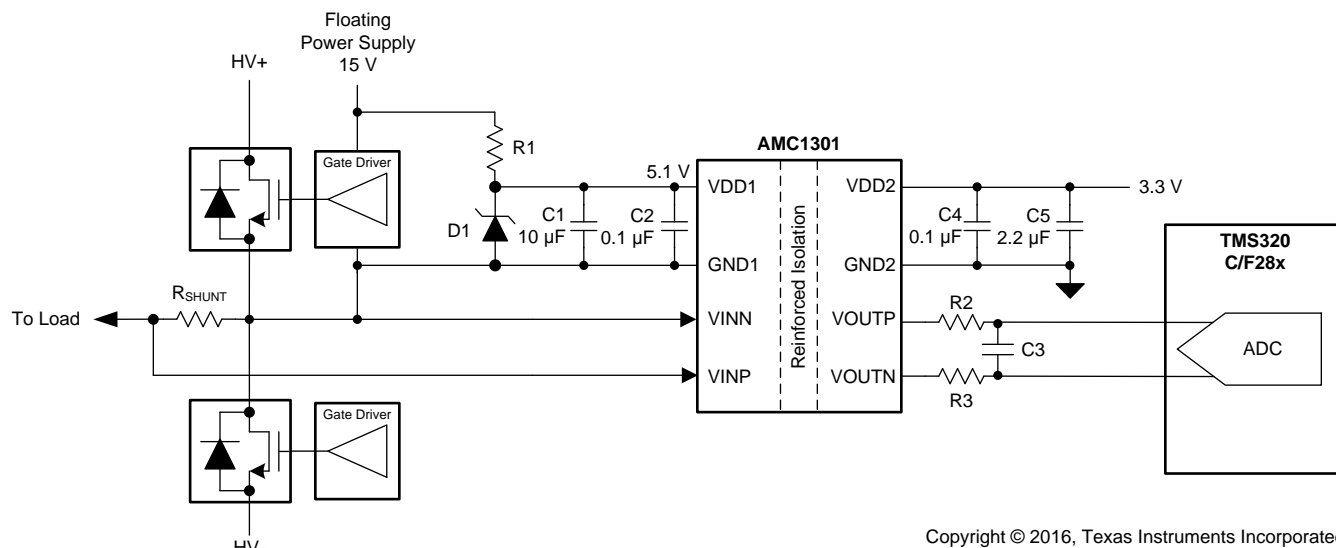 Floating
Power Supply
15 V
HV+
R1
AMC1301
Gate Driver
5.1 V
VDD1
VDD2
3.3 V
D1
C1
10 µF
C2
0.1 µF
C4
0.1 µF
C5
2.2 µF
TMS320
C/F28x
GND1
GND2
Reinforced Isolation
RSHUNT
To Load
VINN
VOUTP
R2
C3
ADC
VINP
VOUTN
R3
Gate Driver
Copyright © 2016, Texas Instruments Incorporate